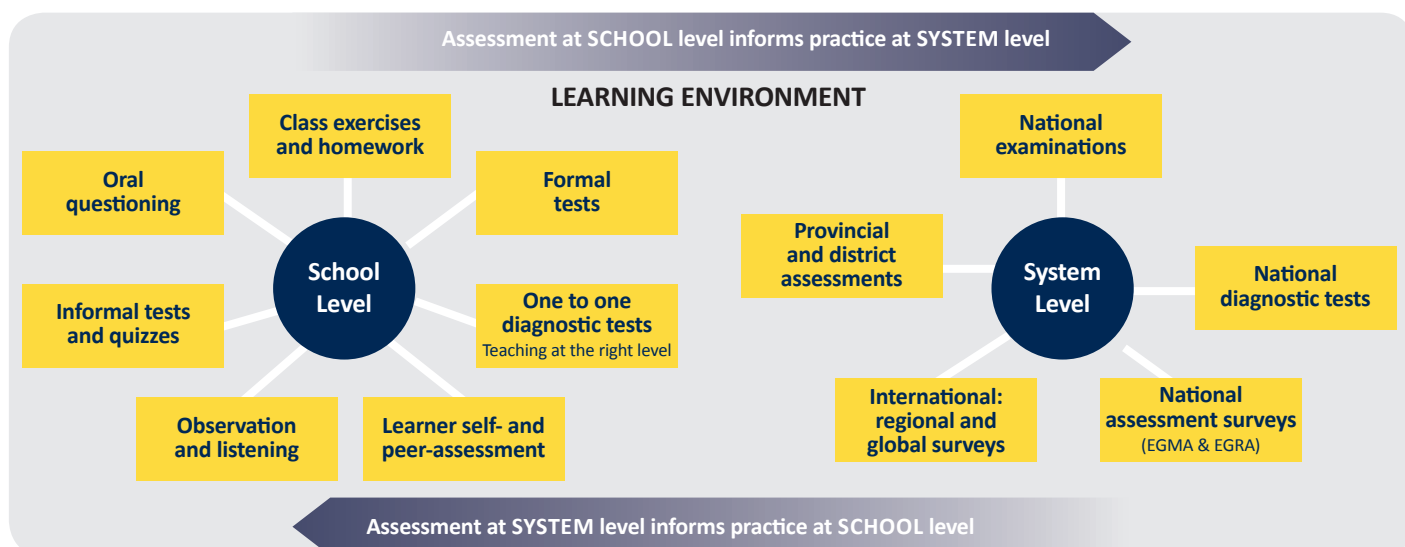 Assessment at SCHOOL level informs practice at SYSTEM level
LEARNING ENVIRONMENT
Class exercises
and homework
Oral
questioning
Formal
tests
School
Level
Informal tests
and quizzes
One to one
diagnostic tests
Teaching at the right level
Observation
and listening
Learner self- and
peer-assessment
National
examinations
Provincial
and district
assessments
System
Level
National
diagnostic tests
International:
regional and
global surveys
National
assessment surveys
(EGMA & EGRA)
Assessment at SYSTEM level informs practice at SCHOOL level